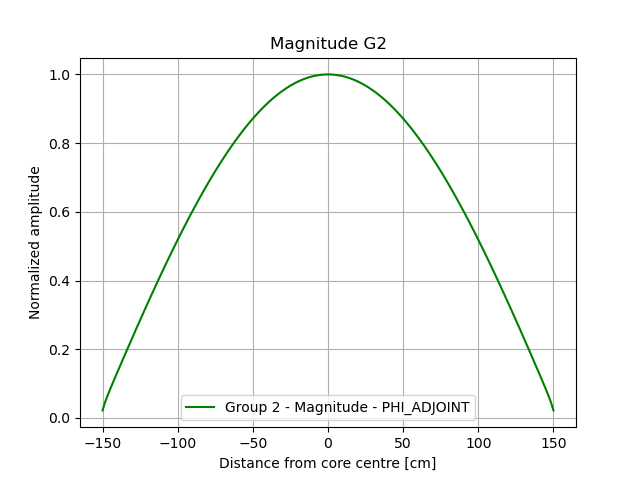 Magnitude G2
1.0
0.8
0.6
0.4
0.2
0.0
Normalized amplitude
Group 2 - Magnitude - PHI_ADJOINT
−150 −100 −50 0 50 100 150
Distance from core centre [cm]